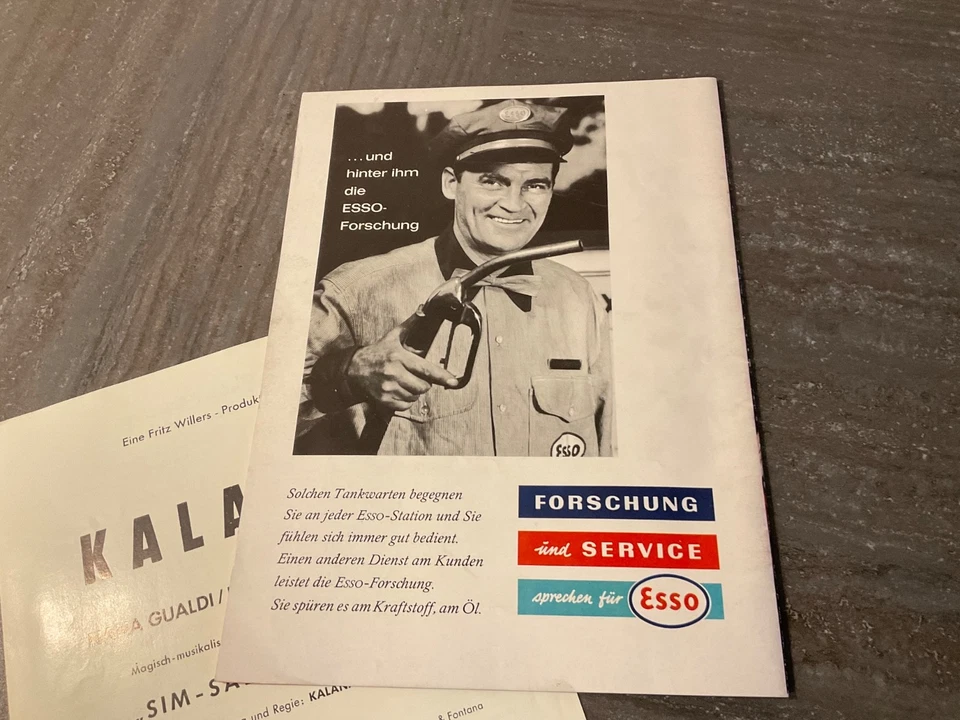 ...und
hinter ihm
die
ESSO-
Forschung
ESSO
ESSO
Solchen Tankwarten begegnen
Sie an jeder ESSO-Station und Sie
fühlen sich immer gut bedient.
Einen anderen Dienst am Kunden
leistet die ESSO-Forschung.
Sie spüren es am Kraftstoff, am Öl.
FORSCHUNG
und SERVICE
sprechen für Esso
Eine Fritz Willers - Produk
KALA
GUALDI /
Magisch-musikalis
SIM-SA
und Regie: KALAN
& Fontana